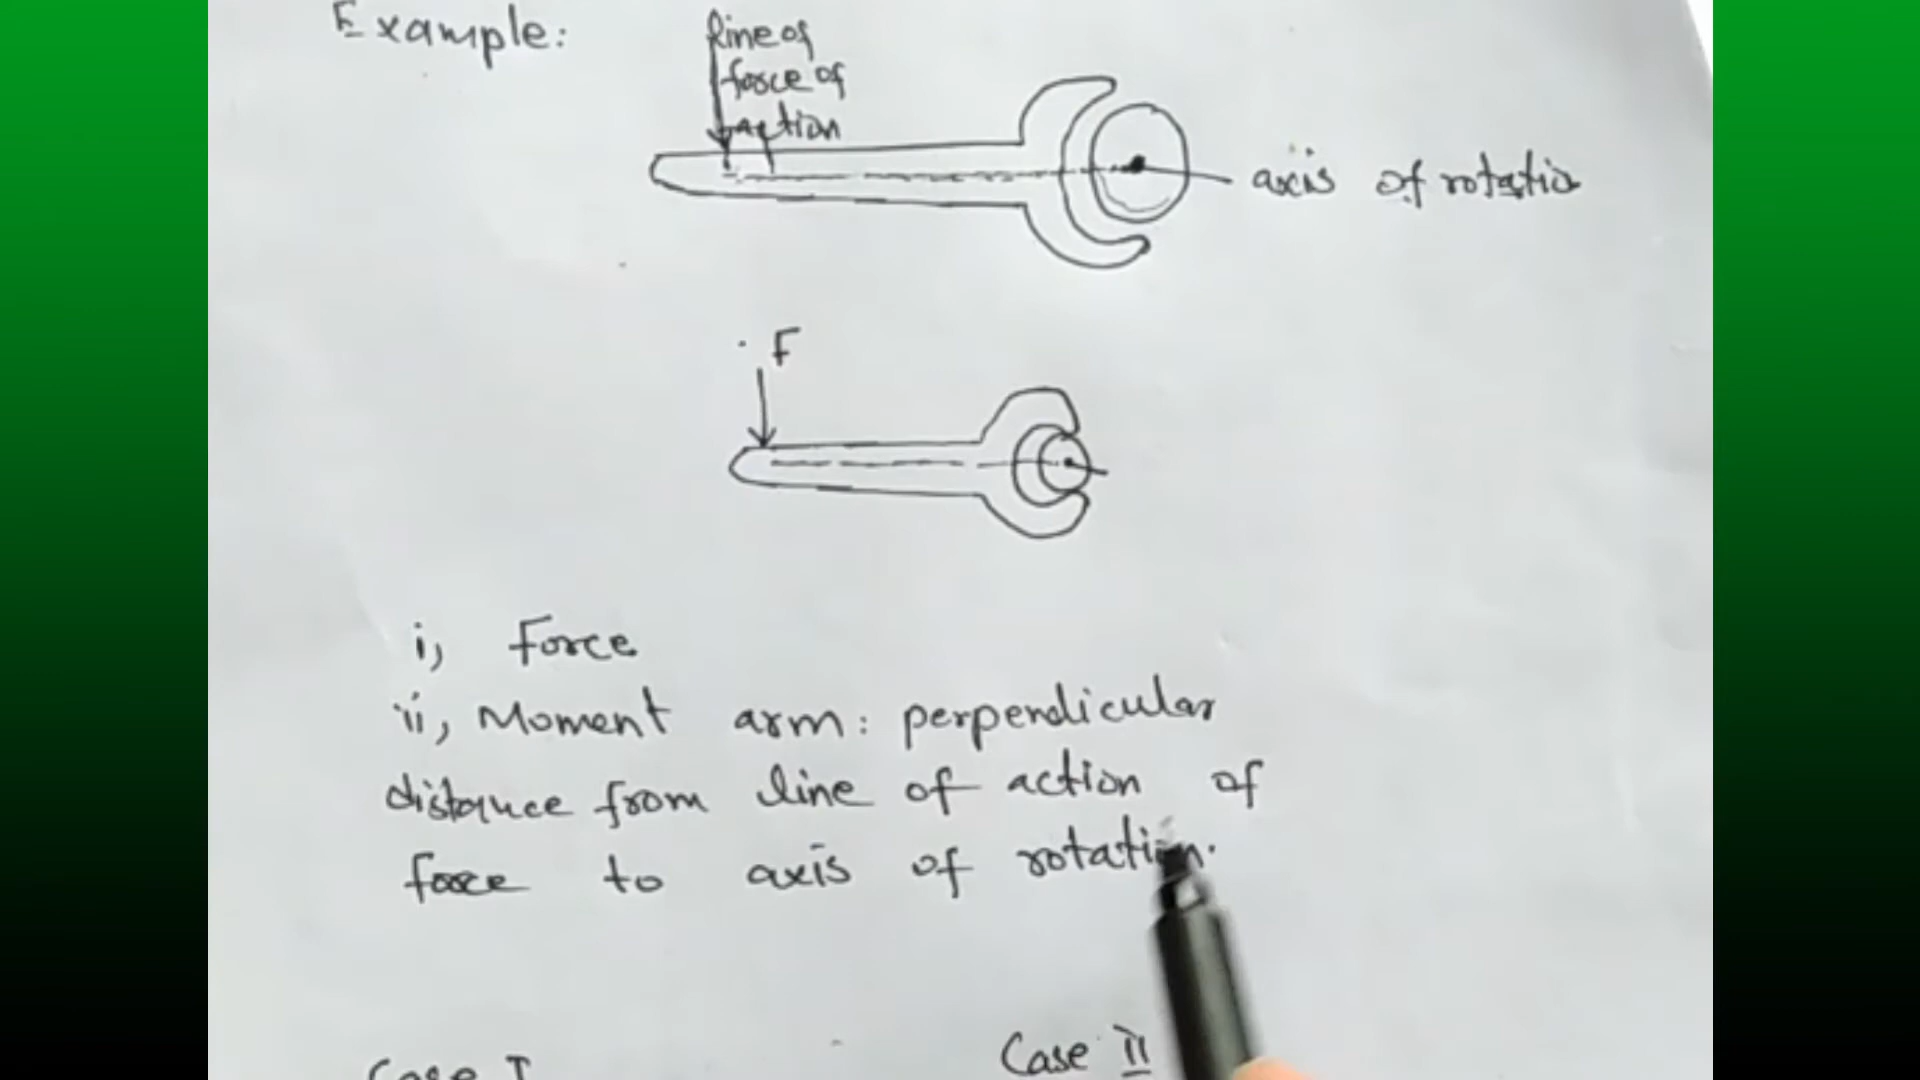 Example:
line of
force of
action
axis of rotatio
F
i, Force
ii, Moment arm: perpendicular
distance from line of action of
force to axis of rotation.
Case I
Case II